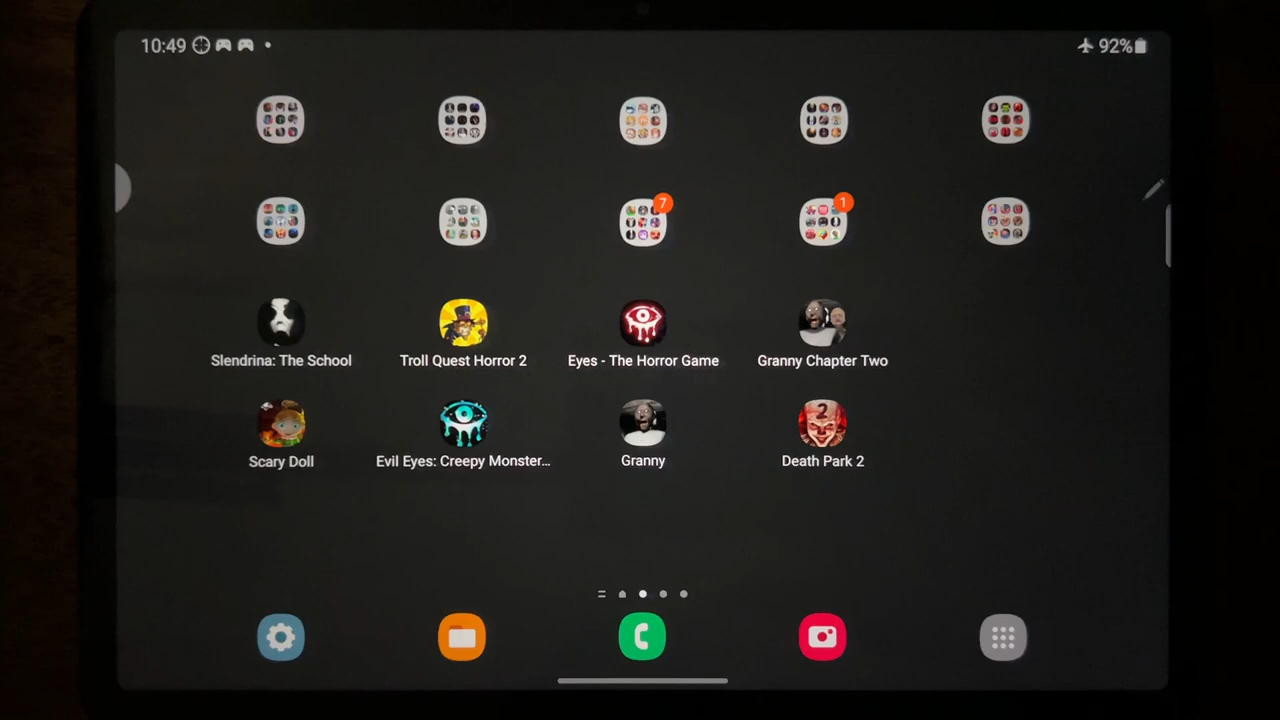 10:49
92%
7
1
Slendrina: The School
Troll Quest Horror 2
Eyes - The Horror Game
Granny Chapter Two
2
Scary Doll
Evil Eyes: Creepy Monster...
Granny
Death Park 2